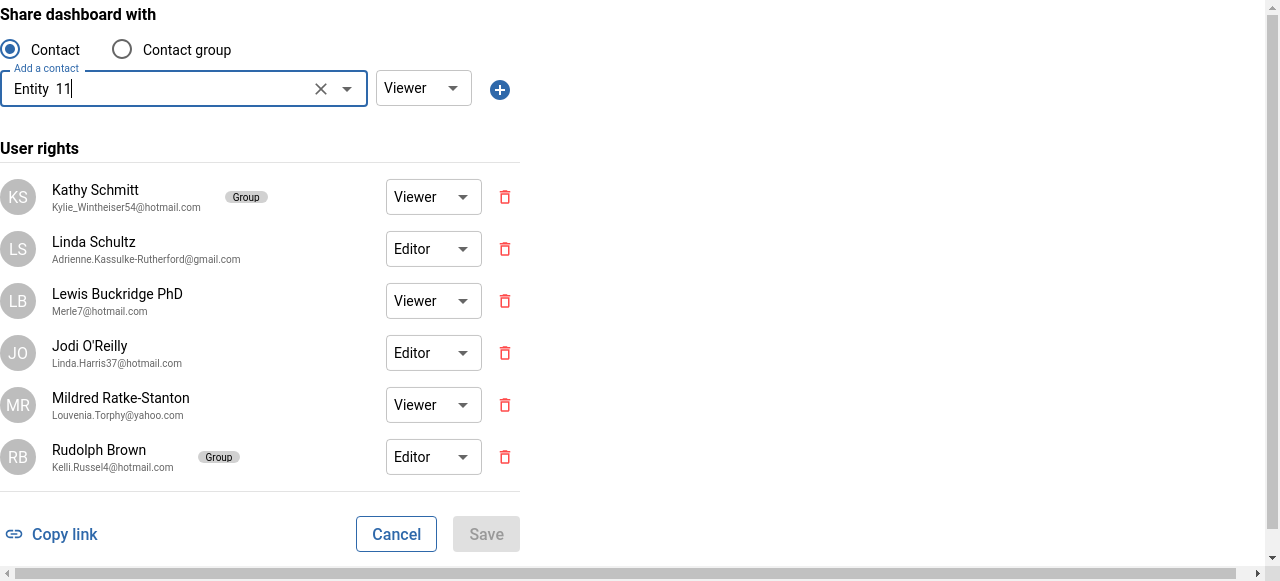 Share dashboard with
Contact
Contact group
Add a contact
Entity 11
Viewer
User rights
KS
Kathy Schmitt
Kylie_Wintheiser54@hotmail.com
Group
Viewer
LS
Linda Schultz
Adrienne.Kassulke-Rutherford@gmail.com
Editor
LB
Lewis Buckridge PhD
Merle7@hotmail.com
Viewer
JO
Jodi O'Reilly
Linda.Harris37@hotmail.com
Editor
MR
Mildred Ratke-Stanton
Louvenia.Torphy@yahoo.com
Viewer
RB
Rudolph Brown
Kelli.Russel4@hotmail.com
Group
Editor
Copy link
Cancel
Save